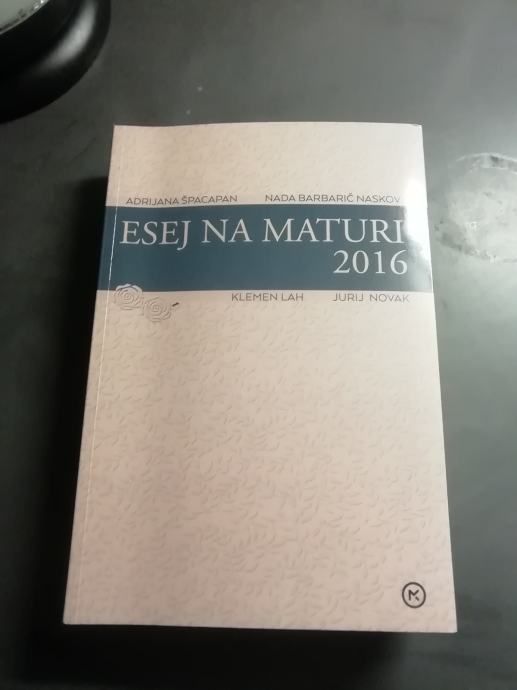 ADRIJANA ŠPACAPAN NADA BARBARIČ NASKOV
ESEJ NA MATURI
2016
KLEMEN LAH JURIJ NOVAK